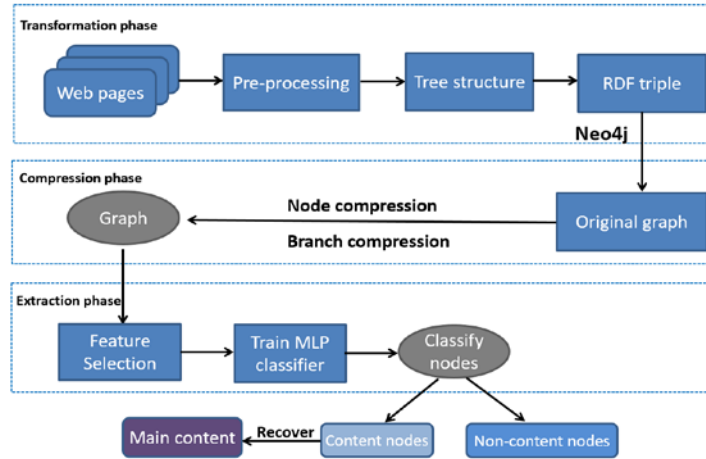 Transformation phase
Web pages
Pre-processing
Tree structure
RDF triple
Neo4j
Compression phase
Graph
Node compression
Branch compression
Original graph
Extraction phase
Feature
Selection
Train MLP
classifier
Classify
nodes
Main content
Recover
Content nodes
Non-content nodes